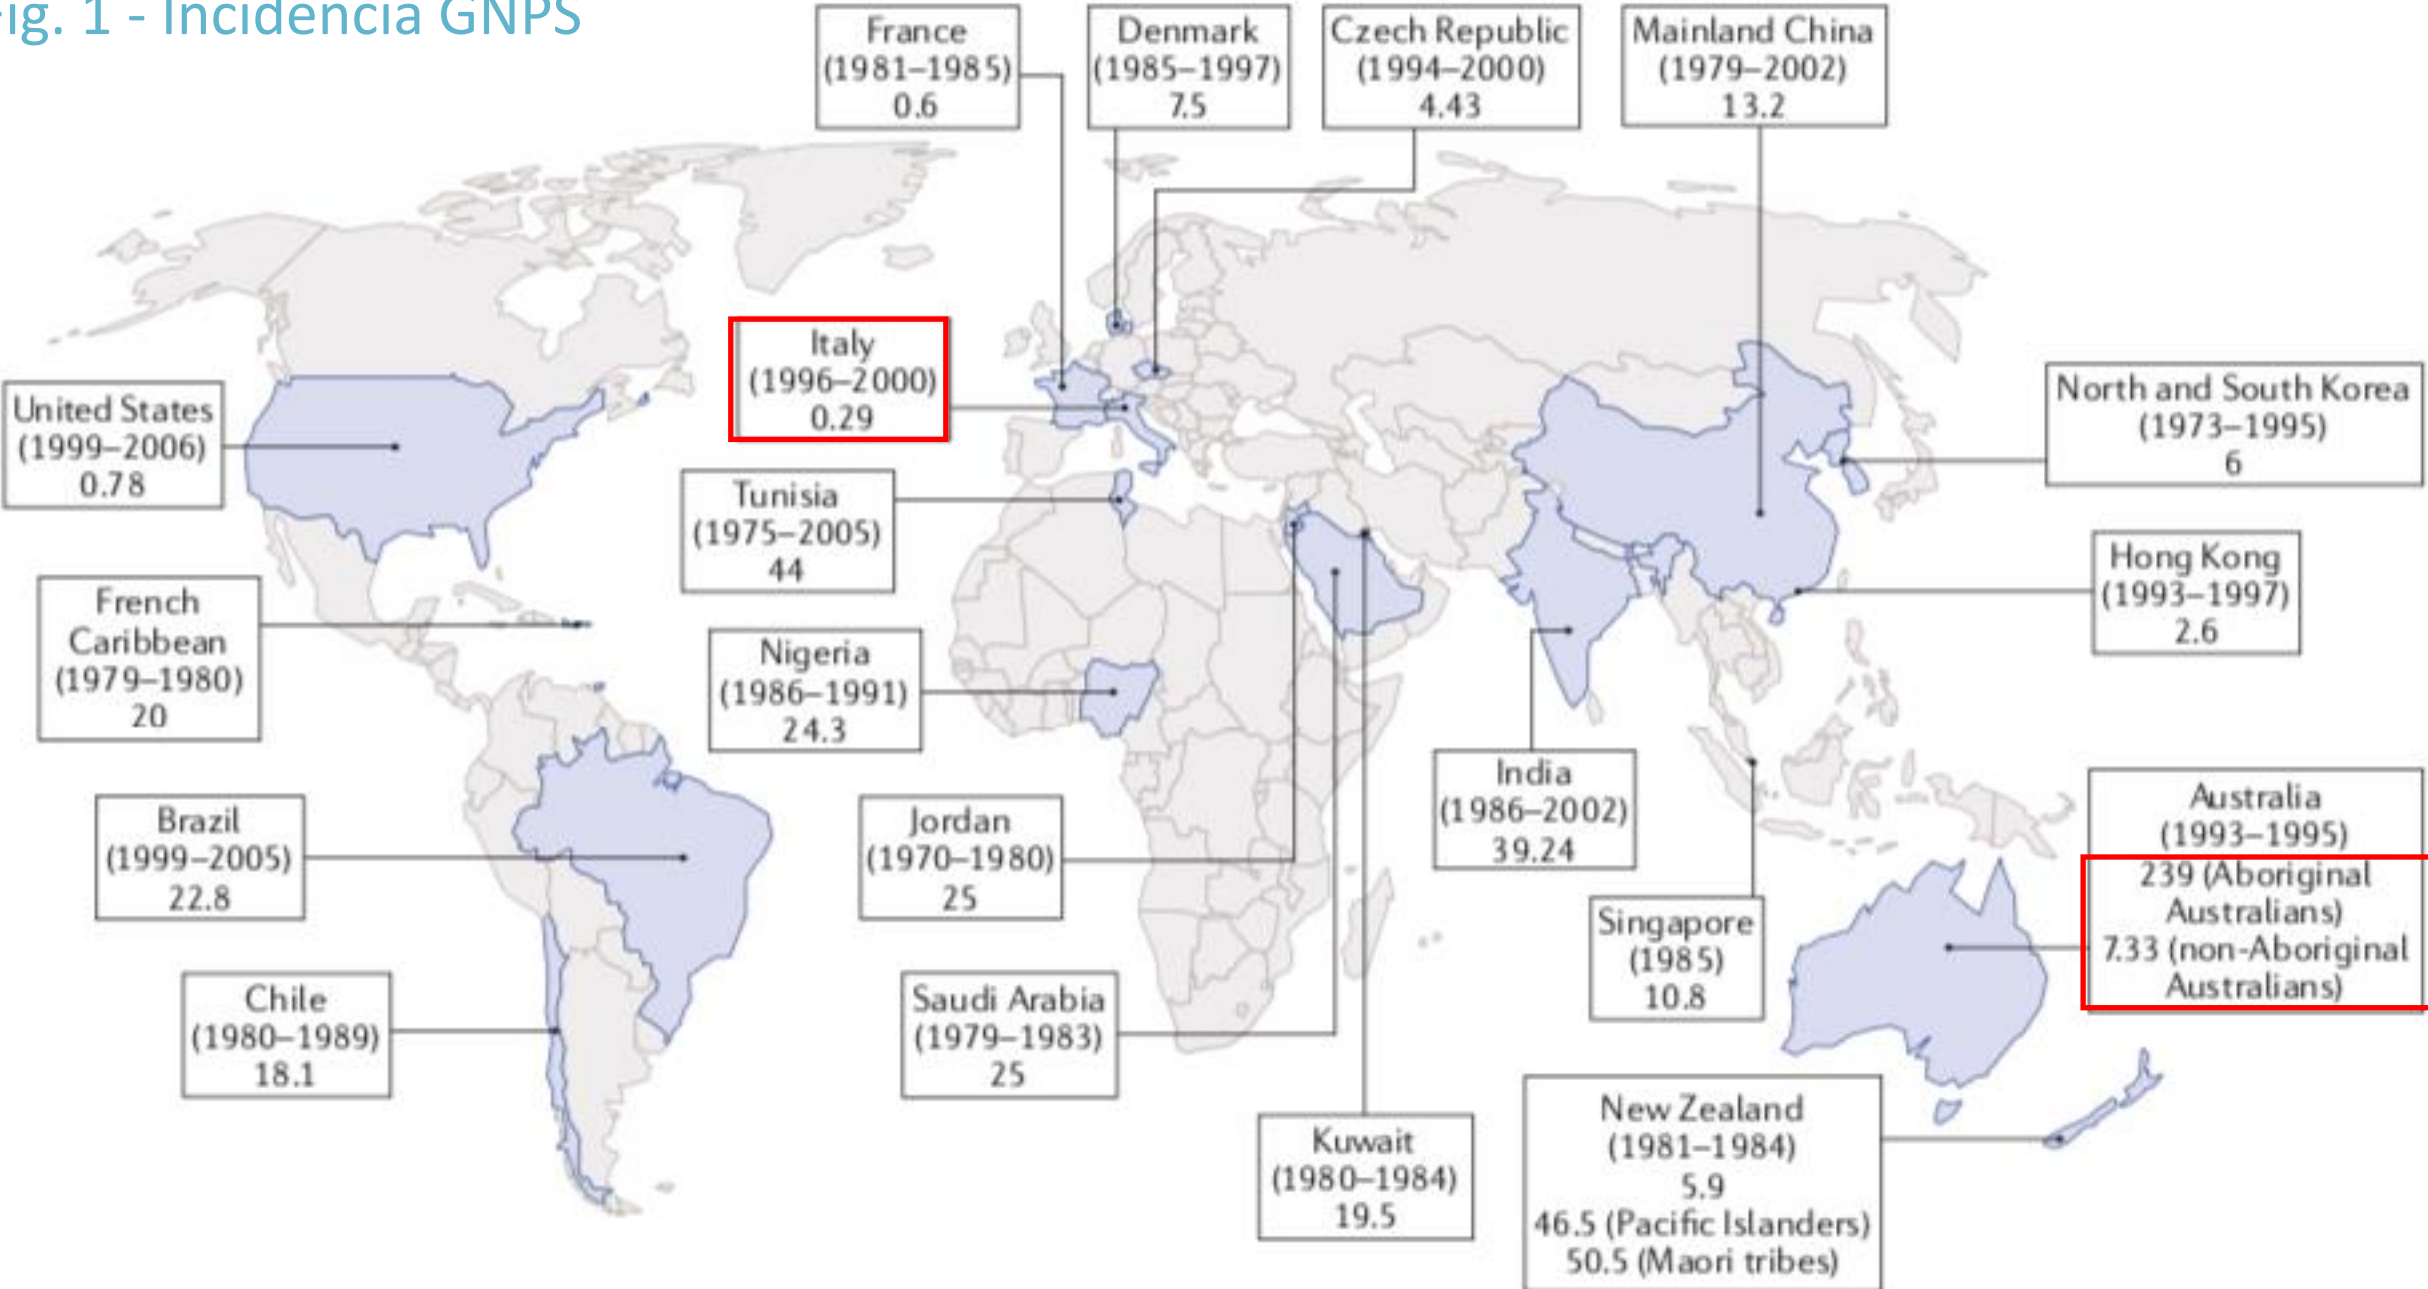 ig. 1 - Incidencia GNPS
France
(1981–1985)
0.6
Denmark
(1985–1997)
7.5
Czech Republic
(1994–2000)
4.43
Mainland China
(1979–2002)
13.2
Italy
(1996–2000)
0.29
United States
(1999–2006)
0.78
North and South Korea
(1973–1995)
6
Tunisia
(1975–2005)
44
Hong Kong
(1993–1997)
2.6
French
Caribbean
(1979–1980)
20
Nigeria
(1986–1991)
24.3
India
(1986–2002)
39.24
Australia
(1993–1995)
239 (Aboriginal
Australians)
7.33 (non-Aboriginal
Australians)
Brazil
(1999–2005)
22.8
Jordan
(1970–1980)
25
Singapore
(1985)
10.8
Chile
(1980–1989)
18.1
Saudi Arabia
(1979–1983)
25
New Zealand
(1981–1984)
5.9
46.5 (Pacific Islanders)
50.5 (Maori tribes)
Kuwait
(1980–1984)
19.5